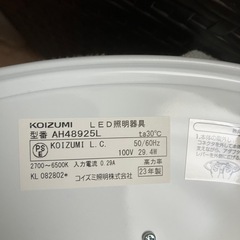 KOIZUMI LED照明器具
型番 AH48925L ta30℃
PS E KOIZUMI L.C. 50/60Hz
100V 29.4W
2700~6500K 入力電流 0.29A 高力率
KL 082802* コイズミ照明株式会社 23年製